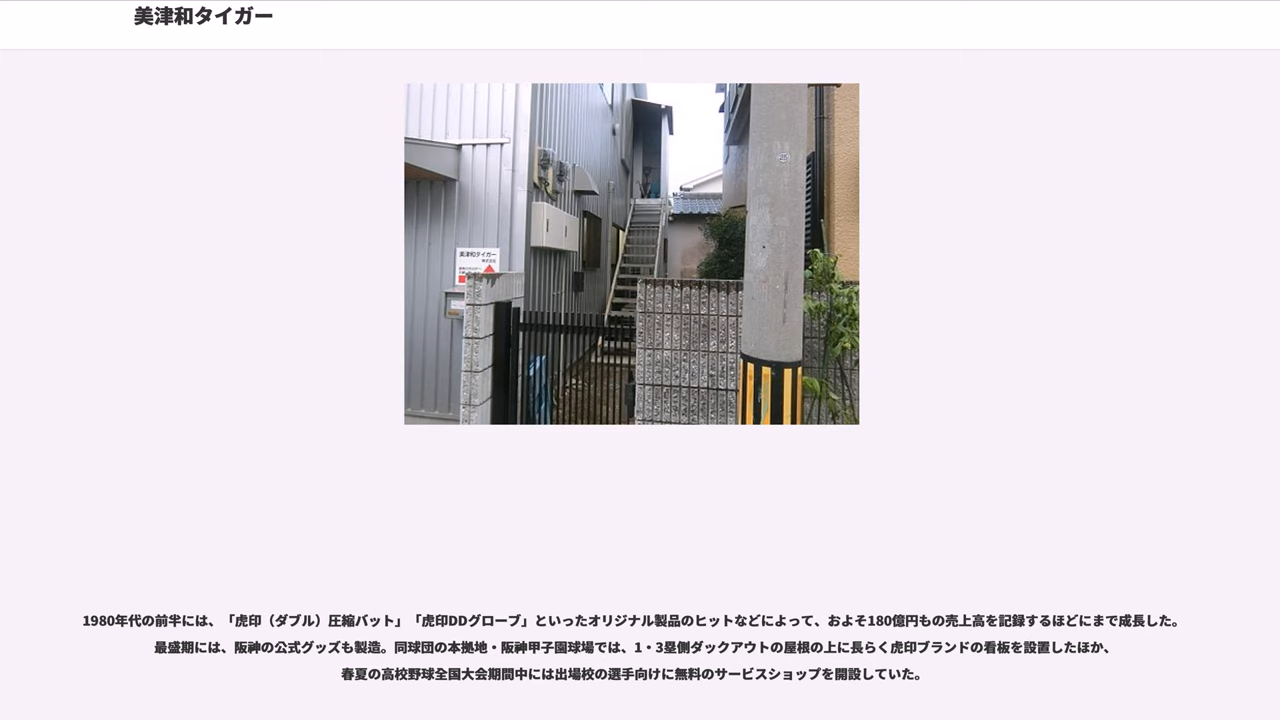 美津和タイガー
美津和タイガー
株式会社
1980年代の前半には、「虎印（ダブル）圧縮バット」「虎印DDグローブ」といったオリジナル製品のヒットなどによって、およそ180億円もの売上高を記録するほどにまで成長した。
最盛期には、阪神の公式グッズも製造。同球団の本拠地・阪神甲子園球場では、1・3塁側ダックアウトの屋根の上に長らく虎印ブランドの看板を設置したほか、
春夏の高校野球全国大会期間中には出場校の選手向けに無料のサービスショップを開設していた。